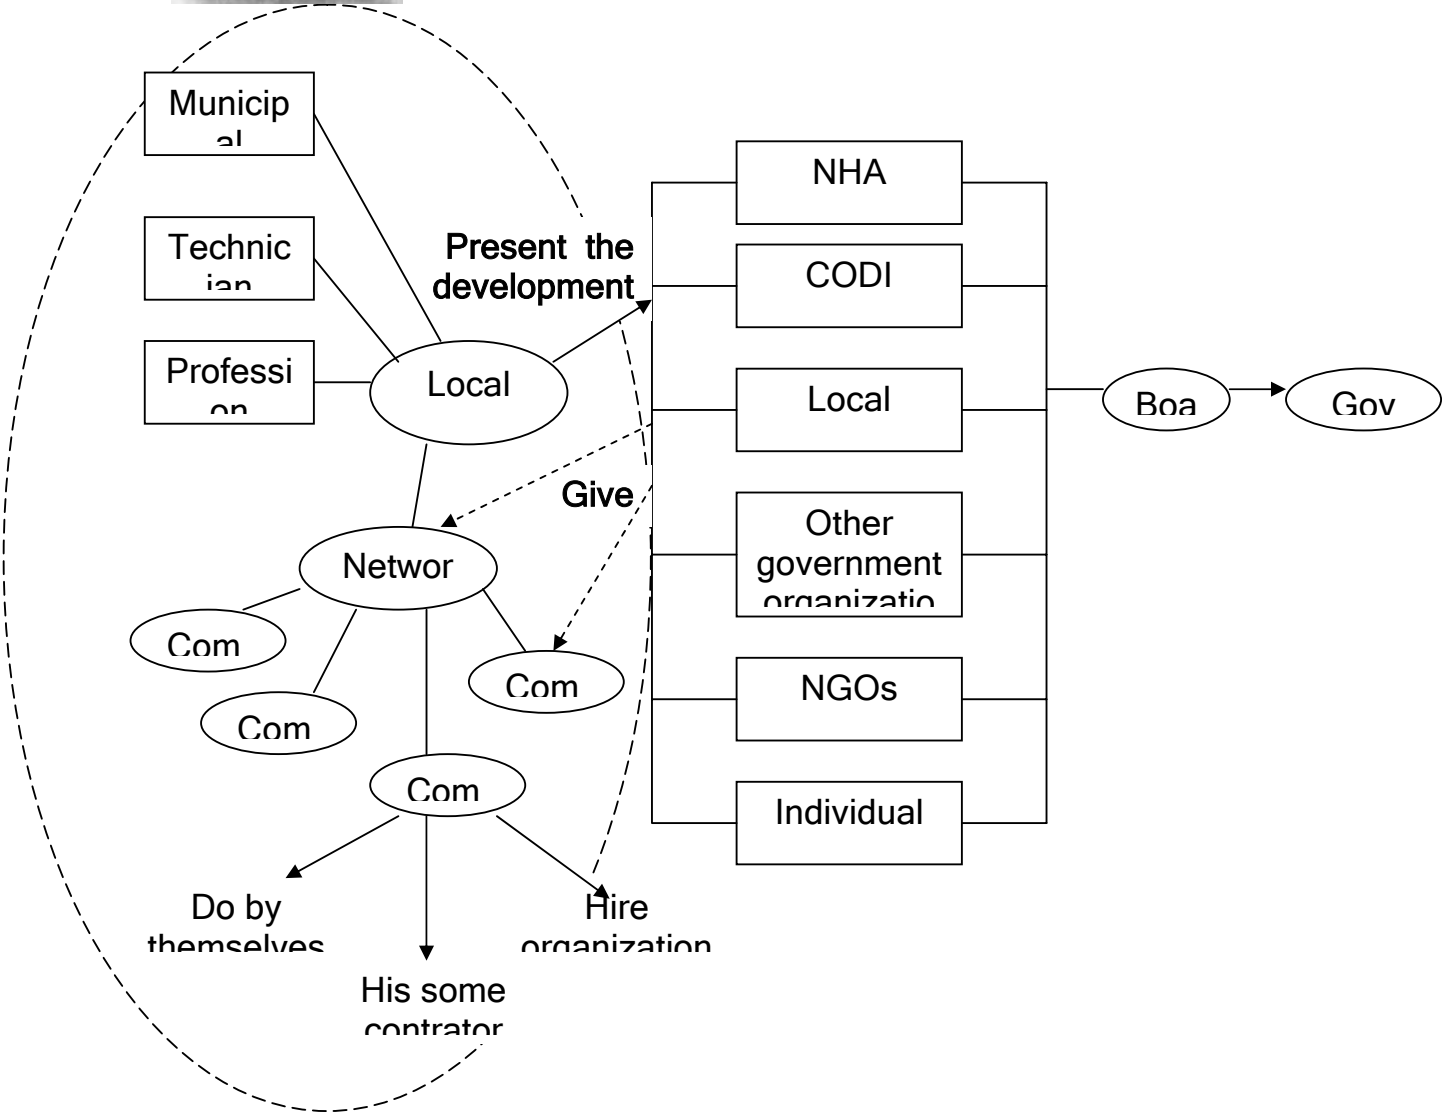 Municip
al
Technic
ian
Professi
on
Present the
development
Local
Give
Networ
Com
Com
Com
Com
Do by
themselves
His some
contrator
Hire
organization
NHA
CODI
Local
Other
government
organizatio
NGOs
Individual
Boa
Gov